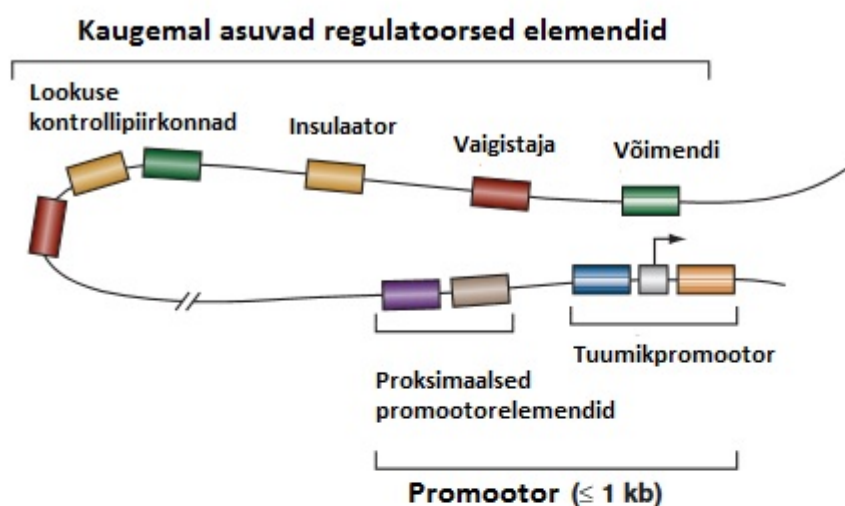 Kaugemal asuvad regulatoorsed elemendid
Lookuse
kontrollipiirkonnad
Insulaator
Vaigistaja
Võimendi
Tuumikpromootor
Proksimaalsed
promootorelemendid
Promootor (≤ 1 kb)